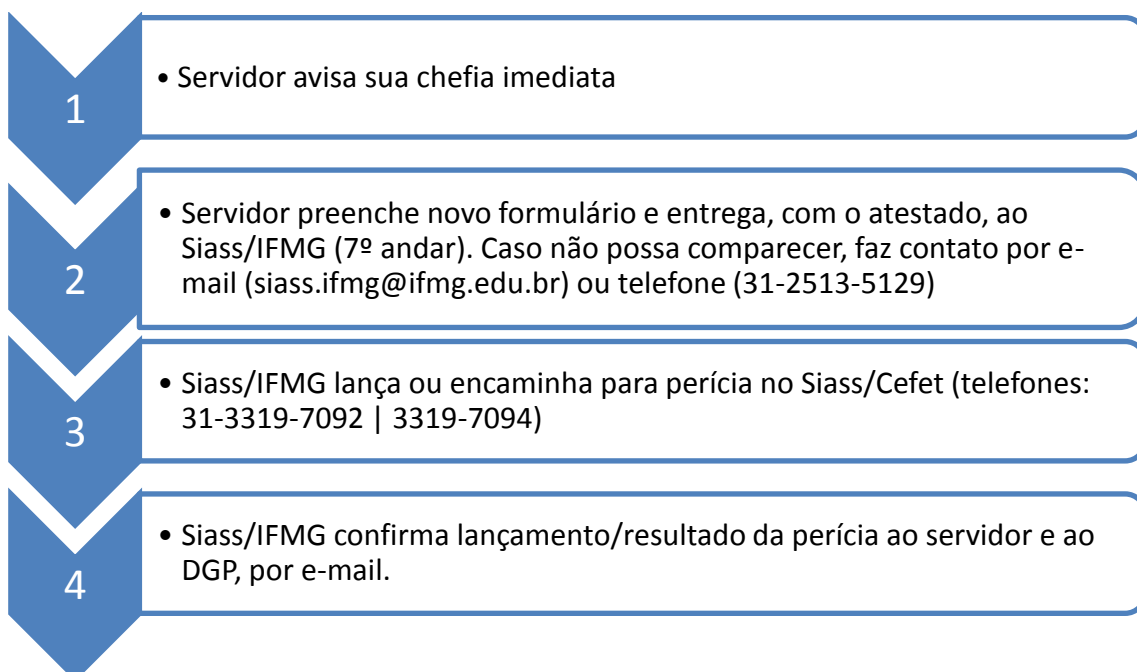 1
• Servidor avisa sua chefia imediata
2
• Servidor preenche novo formulário e entrega, com o atestado, ao
Siass/IFMG (7º andar). Caso não possa comparecer, faz contato por e-
mail (siass.ifmg@ifmg.edu.br) ou telefone (31-2513-5129)
3
• Siass/IFMG lança ou encaminha para perícia no Siass/Cefet (telefones:
31-3319-7092 | 3319-7094)
4
• Siass/IFMG confirma lançamento/resultado da perícia ao servidor e ao
DGP, por e-mail.